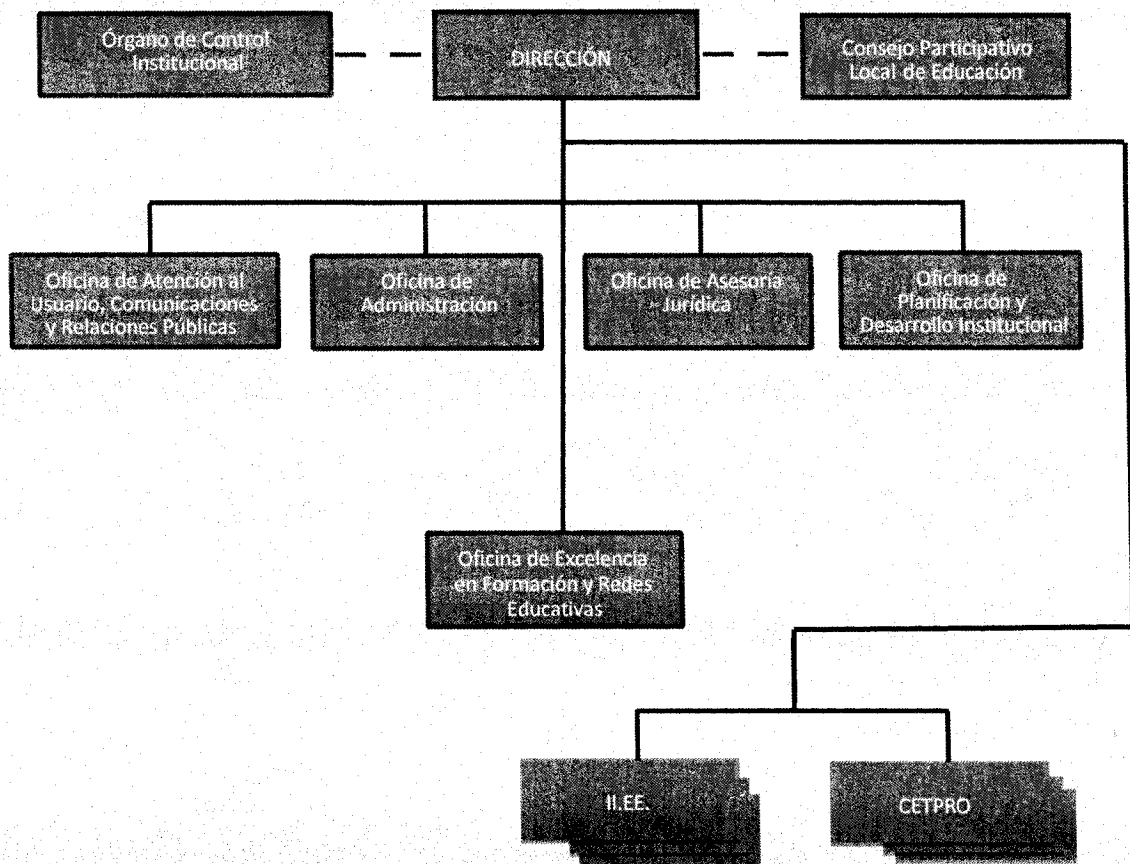 Órgano de Control
Institucional
DIRECCIÓN
Consejo Participativo
Local de Educación
Oficina de Atención al
Usuario, Comunicaciones
y Relaciones Públicas
Oficina de
Administración
Oficina de Asesoría
Jurídica
Oficina de
Planificación y
Desarrollo Institucional
Oficina de Excelencia
en Formación y Redes
Educativas
II.EE.
CETPRO